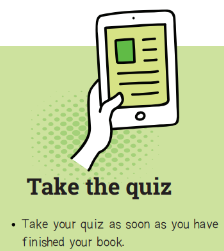 Take the quiz
• Take your quiz as soon as you have
finished your book.